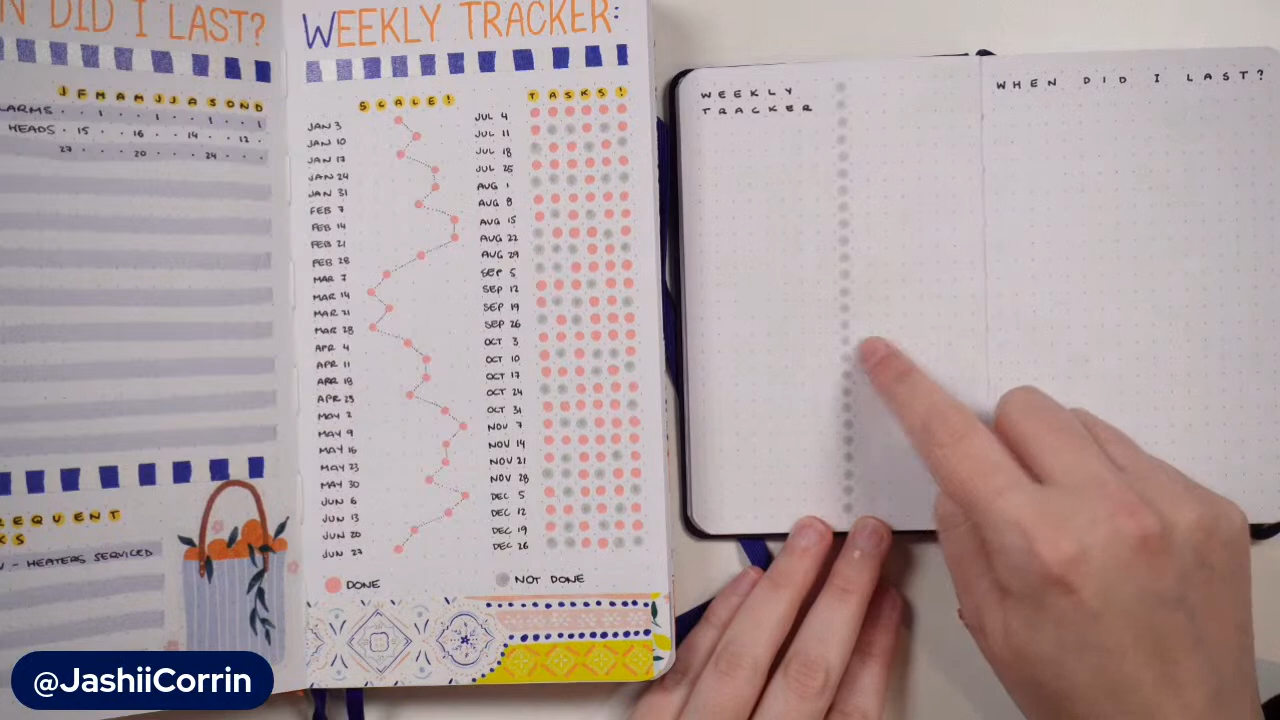 N DID I LAST?
J F M A M J J A S O N D
LARMS · · 1 · · 1 · · 1 · · 1
HEADS · 15 · · 16 · · 14 · · 12 ·
27 · · · 20 · · · 24 · · ·
REQUENT
KS
- HEATERS SERVICED
WEEKLY TRACKER:
SCALE!
JAN 3
JAN 10
JAN 17
JAN 24
JAN 31
FEB 7
FEB 14
FEB 21
FEB 28
MAR 7
MAR 14
MAR 21
MAR 28
APR 4
APR 11
APR 18
APR 25
MAY 2
MAY 9
MAY 16
MAY 23
MAY 30
JUN 6
JUN 13
JUN 20
JUN 27
TASKS!
JUL 4
JUL 11
JUL 18
JUL 25
AUG 1
AUG 8
AUG 15
AUG 22
AUG 29
SEP 5
SEP 12
SEP 19
SEP 26
OCT 3
OCT 10
OCT 17
OCT 24
OCT 31
NOV 7
NOV 14
NOV 21
NOV 28
DEC 5
DEC 12
DEC 19
DEC 26
DONE
NOT DONE
WEEKLY
TRACKER
WHEN DID I LAST?
@JashiiCorrin